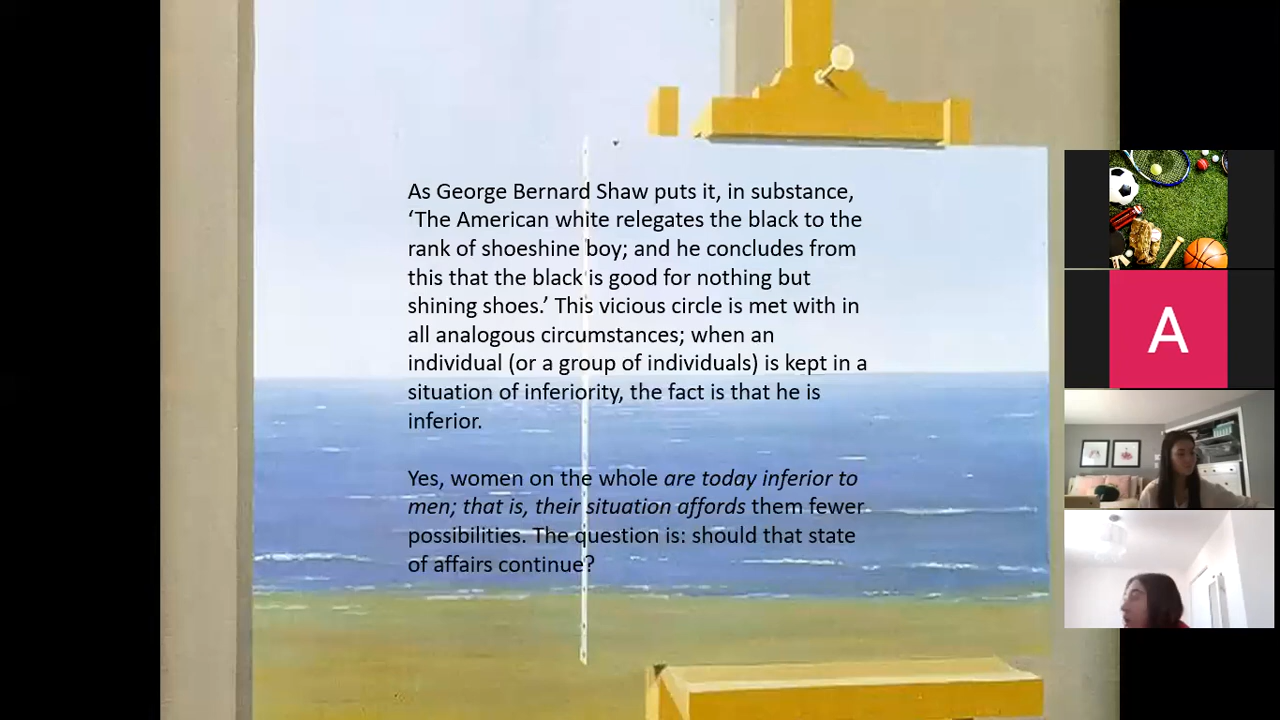 As George Bernard Shaw puts it, in substance,
‘The American white relegates the black to the
rank of shoeshine boy; and he concludes from
this that the black is good for nothing but
shining shoes.’ This vicious circle is met with in
all analogous circumstances; when an
individual (or a group of individuals) is kept in a
situation of inferiority, the fact is that he is
inferior.
Yes, women on the whole are today inferior to
men; that is, their situation affords them fewer
possibilities. The question is: should that state
of affairs continue?
A